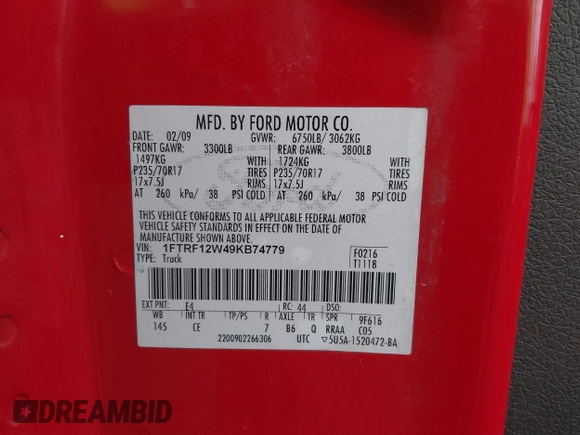 MFD. BY FORD MOTOR CO.
DATE: 02/09 GVWR: 6750LB/ 3062KG
FRONT GAWR: 3300LB REAR GAWR: 3800LB
1497KG WITH 1724KG WITH
P235/70R17 TIRES P235/70R17 TIRES
17x7.5J RIMS 17x7.5J RIMS
AT 260 kPa/ 38 PSI COLD AT 260 kPa/ 38 PSI COLD
Ford
THIS VEHICLE CONFORMS TO ALL APPLICABLE FEDERAL MOTOR
VEHICLE SAFETY STANDARDS IN EFFECT ON THE DATE OF
MANUFACTURE SHOWN ABOVE.
VIN: 1FTRF12W49KB74779 F0216
TYPE: Truck T1118
EXT PNT: F4 RC: 44 DSO:
WB INT TR TP/PS R AXLE TR SPR 9F616
145 CE 7 B6 Q RRAA C05
2200902266306 UTC ▽5U5A-1520472-BA
DREAMBID